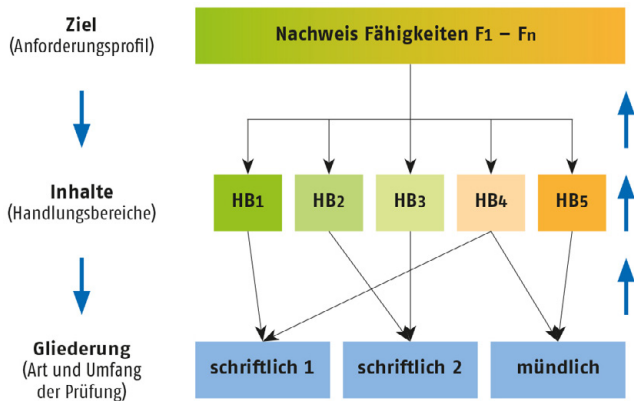 Ziel
(Anforderungsprofil)
Nachweis Fähigkeiten F1 – Fn
Inhalte
(Handlungsbereiche)
HB1
HB2
HB3
HB4
HB5
Gliederung
(Art und Umfang
der Prüfung)
schriftlich 1
schriftlich 2
mündlich